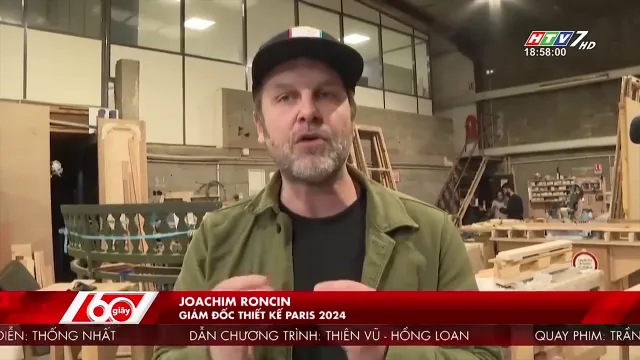 HTV7 HD
18:58:00
60 giây
JOACHIM RONCIN
GIÁM ĐỐC THIẾT KẾ PARIS 2024
DIỄN: THỐNG NHẤT DẪN CHƯƠNG TRÌNH: THIÊN VŨ - HỒNG LOAN QUAY PHIM: TRẦN